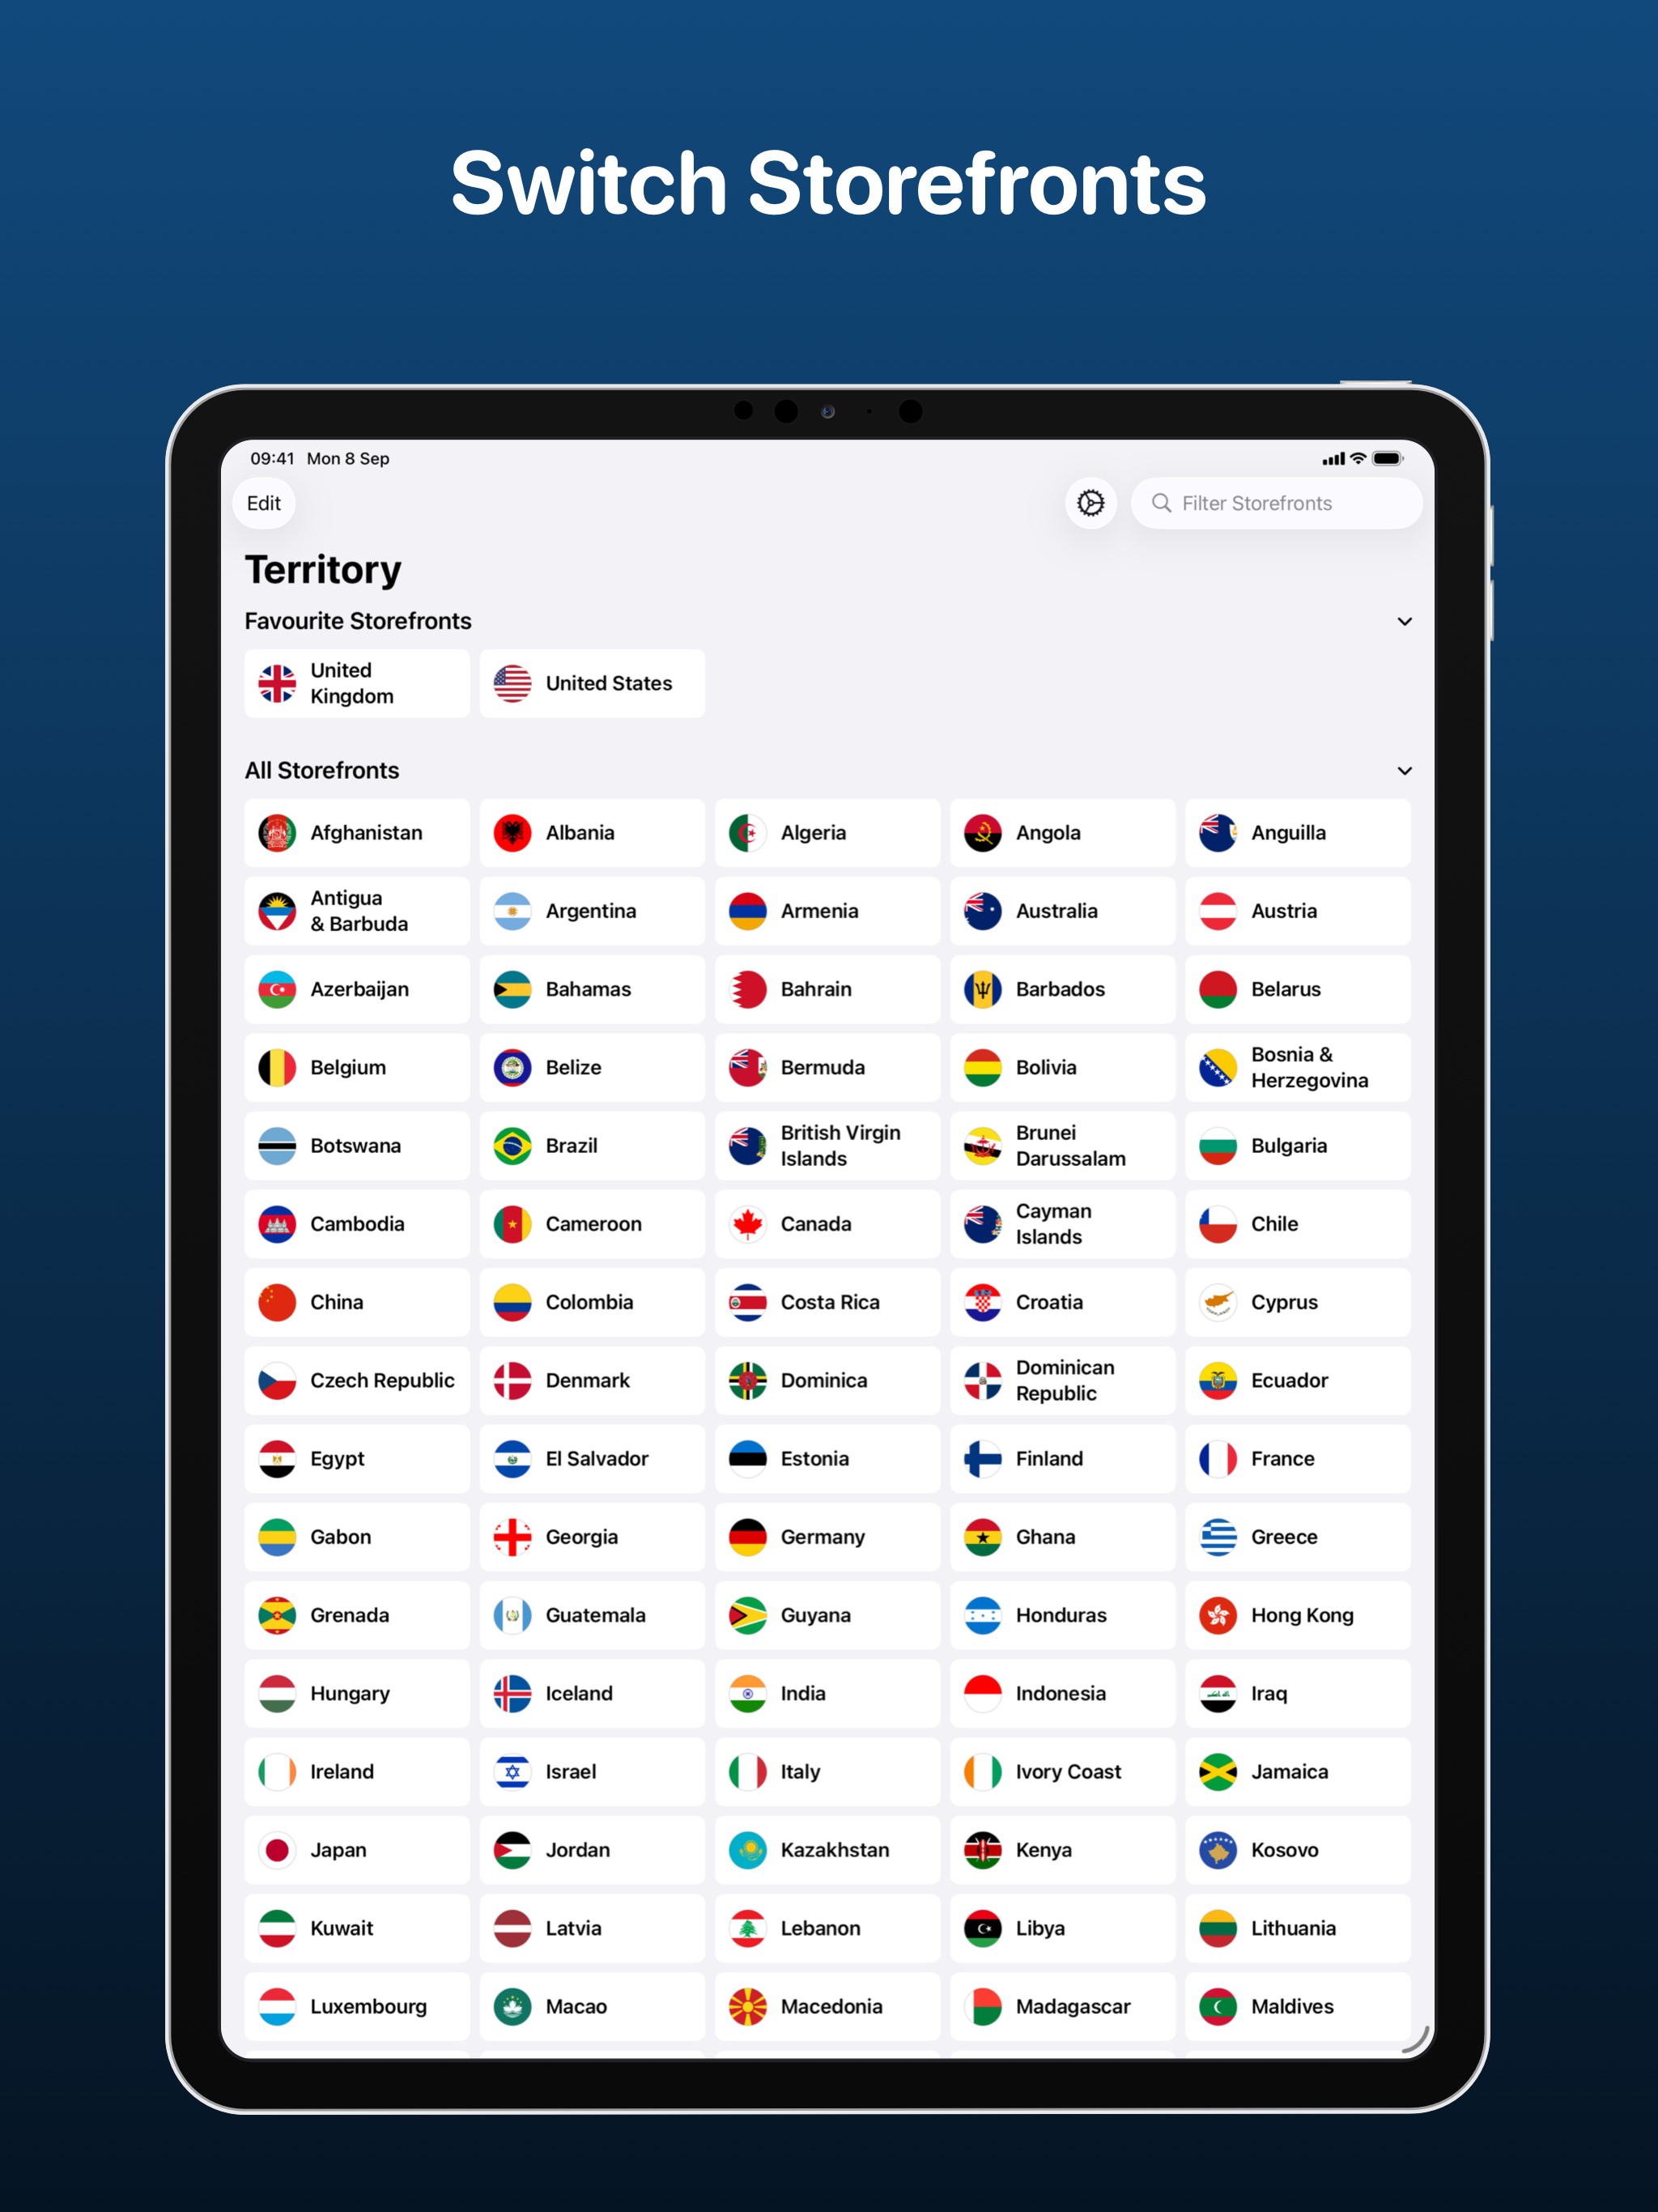 Switch Storefronts
09:41 Mon 8 Sep
Edit
Filter Storefronts
Territory
Favourite Storefronts
United
Kingdom
United States
All Storefronts
Afghanistan
Albania
Algeria
Angola
Anguilla
Antigua
& Barbuda
Argentina
Armenia
Australia
Austria
Azerbaijan
Bahamas
Bahrain
Barbados
Belarus
Belgium
Belize
Bermuda
Bolivia
Bosnia &
Herzegovina
Botswana
Brazil
British Virgin
Islands
Brunei
Darussalam
Bulgaria
Cambodia
Cameroon
Canada
Cayman
Islands
Chile
China
Colombia
Costa Rica
Croatia
Cyprus
Czech Republic
Denmark
Dominica
Dominican
Republic
Ecuador
Egypt
El Salvador
Estonia
Finland
France
Gabon
Georgia
Germany
Ghana
Greece
Grenada
Guatemala
Guyana
Honduras
Hong Kong
Hungary
Iceland
India
Indonesia
Iraq
Ireland
Israel
Italy
Ivory Coast
Jamaica
Japan
Jordan
Kazakhstan
Kenya
Kosovo
Kuwait
Latvia
Lebanon
Libya
Lithuania
Luxembourg
Macao
Macedonia
Madagascar
Maldives